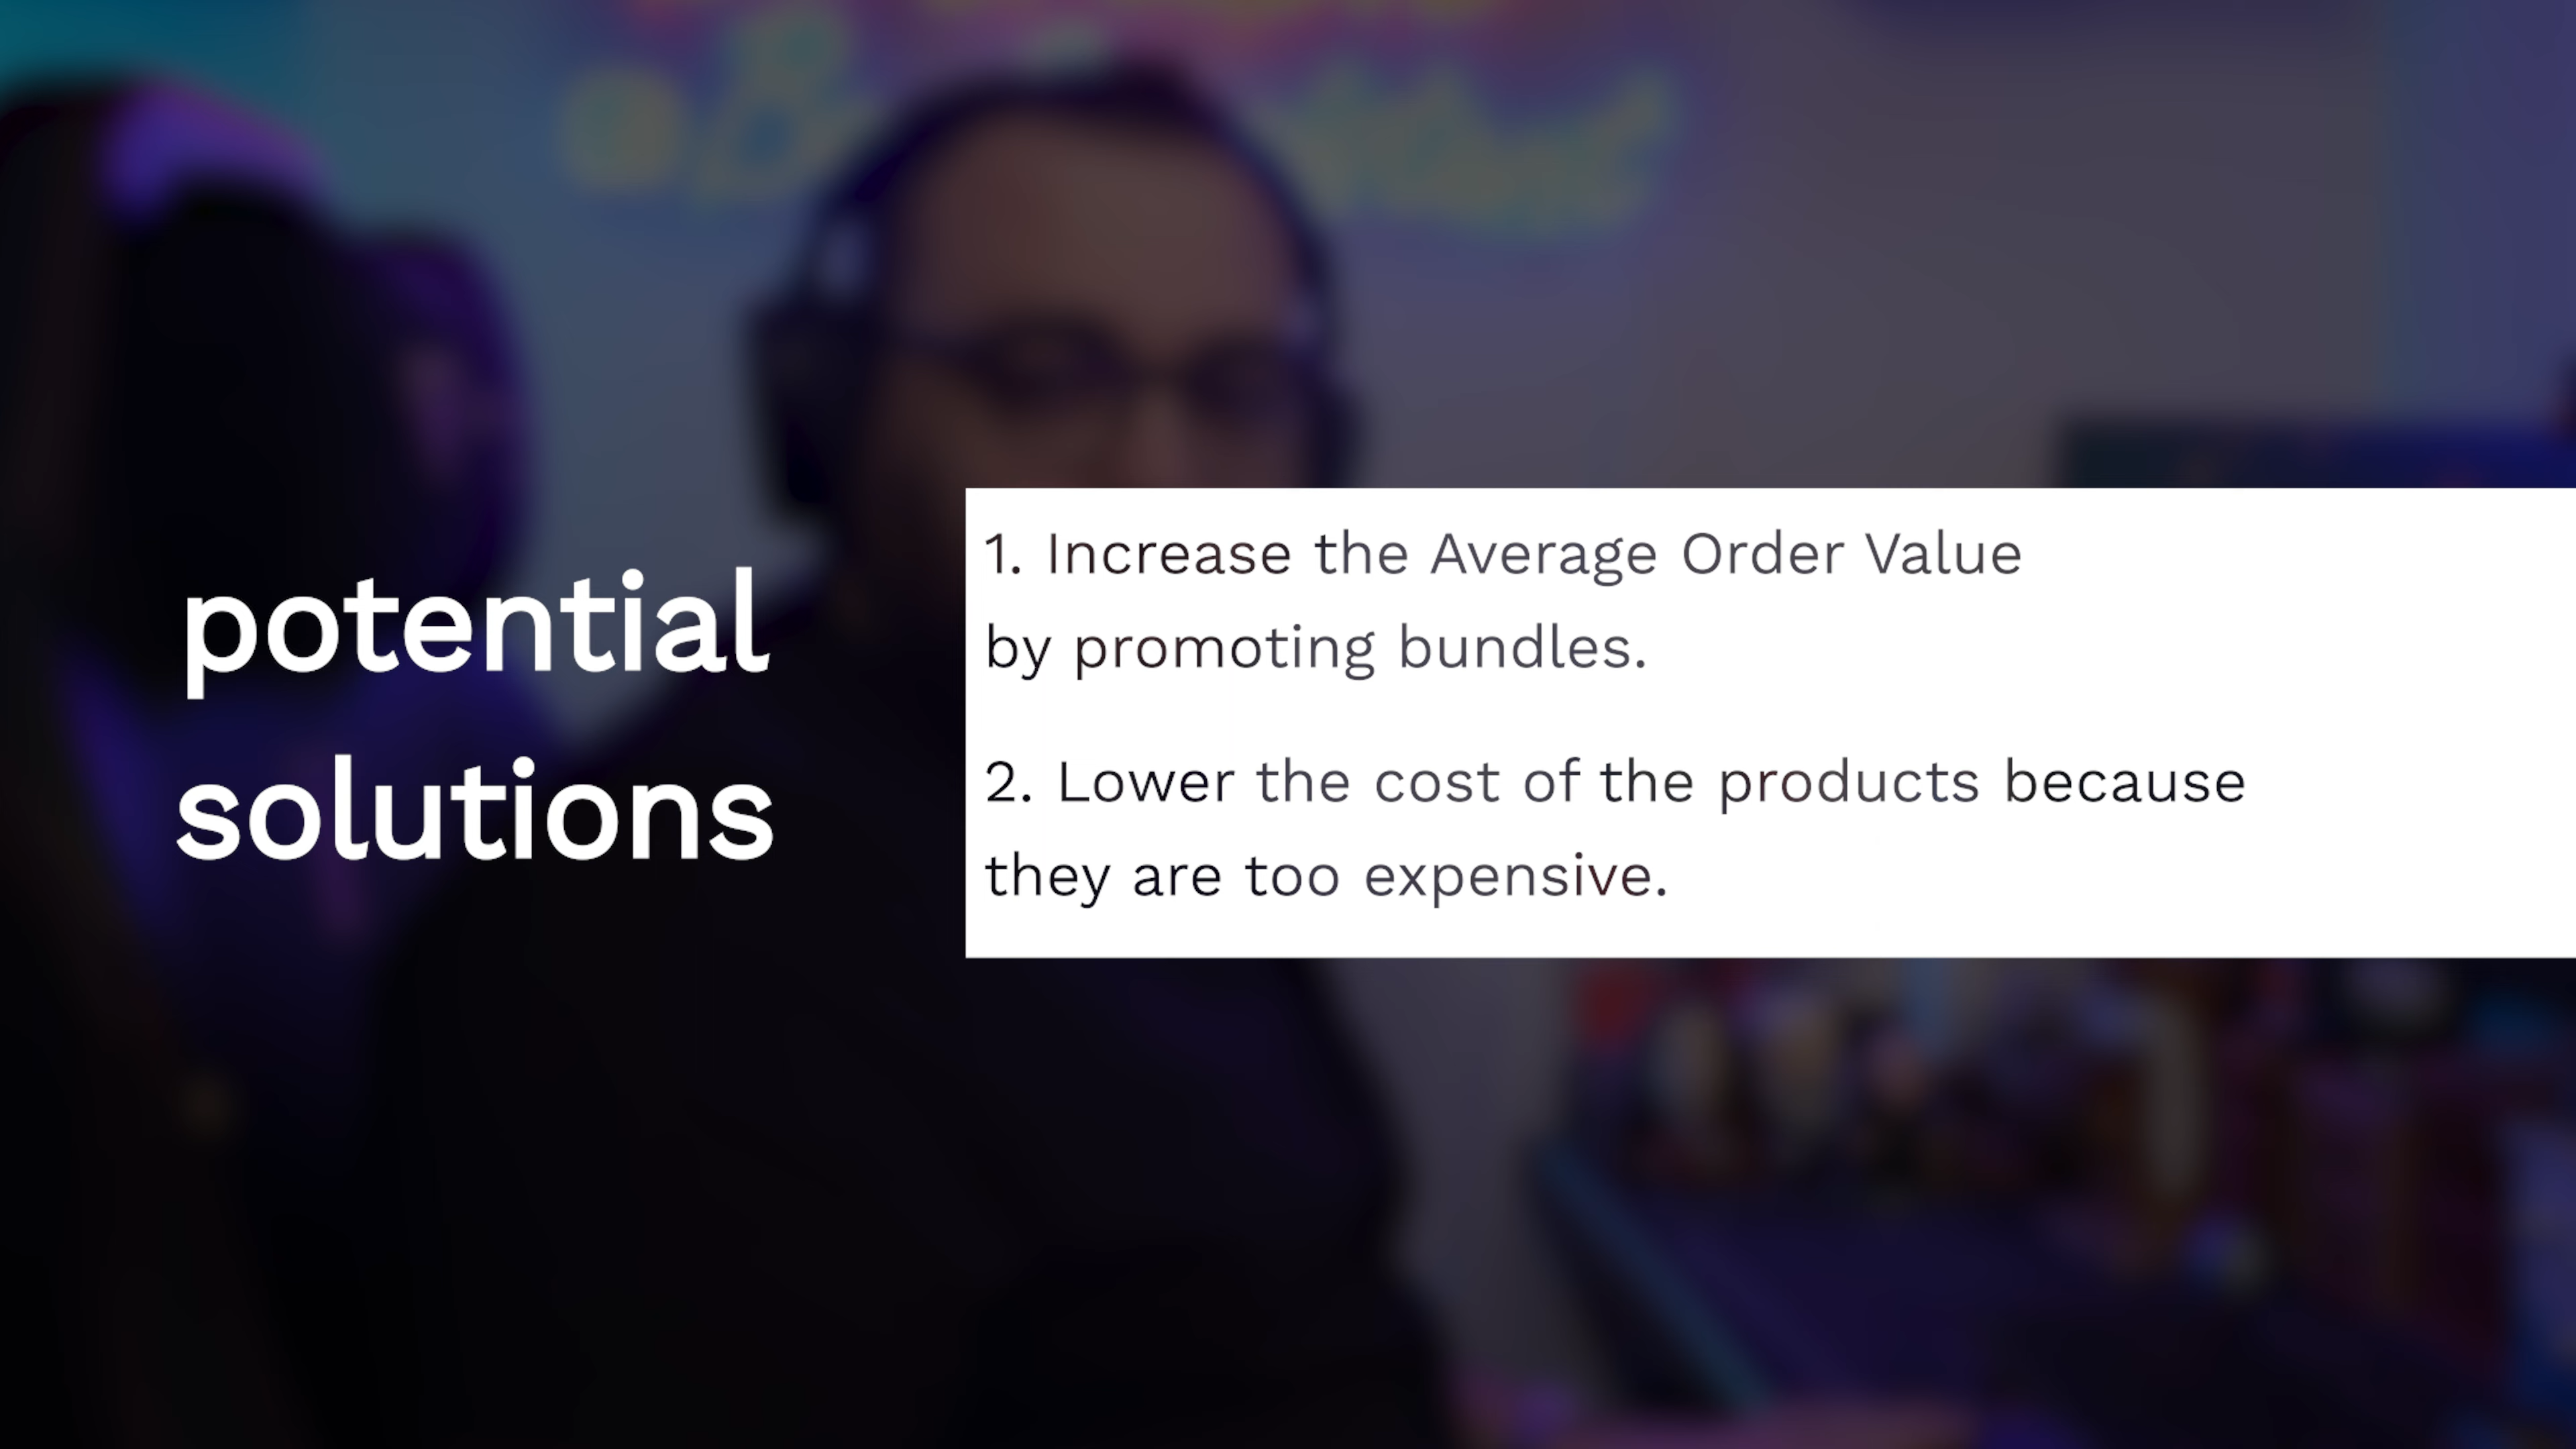 potential
solutions
1. Increase the Average Order Value
by promoting bundles.
2. Lower the cost of the products because
they are too expensive.